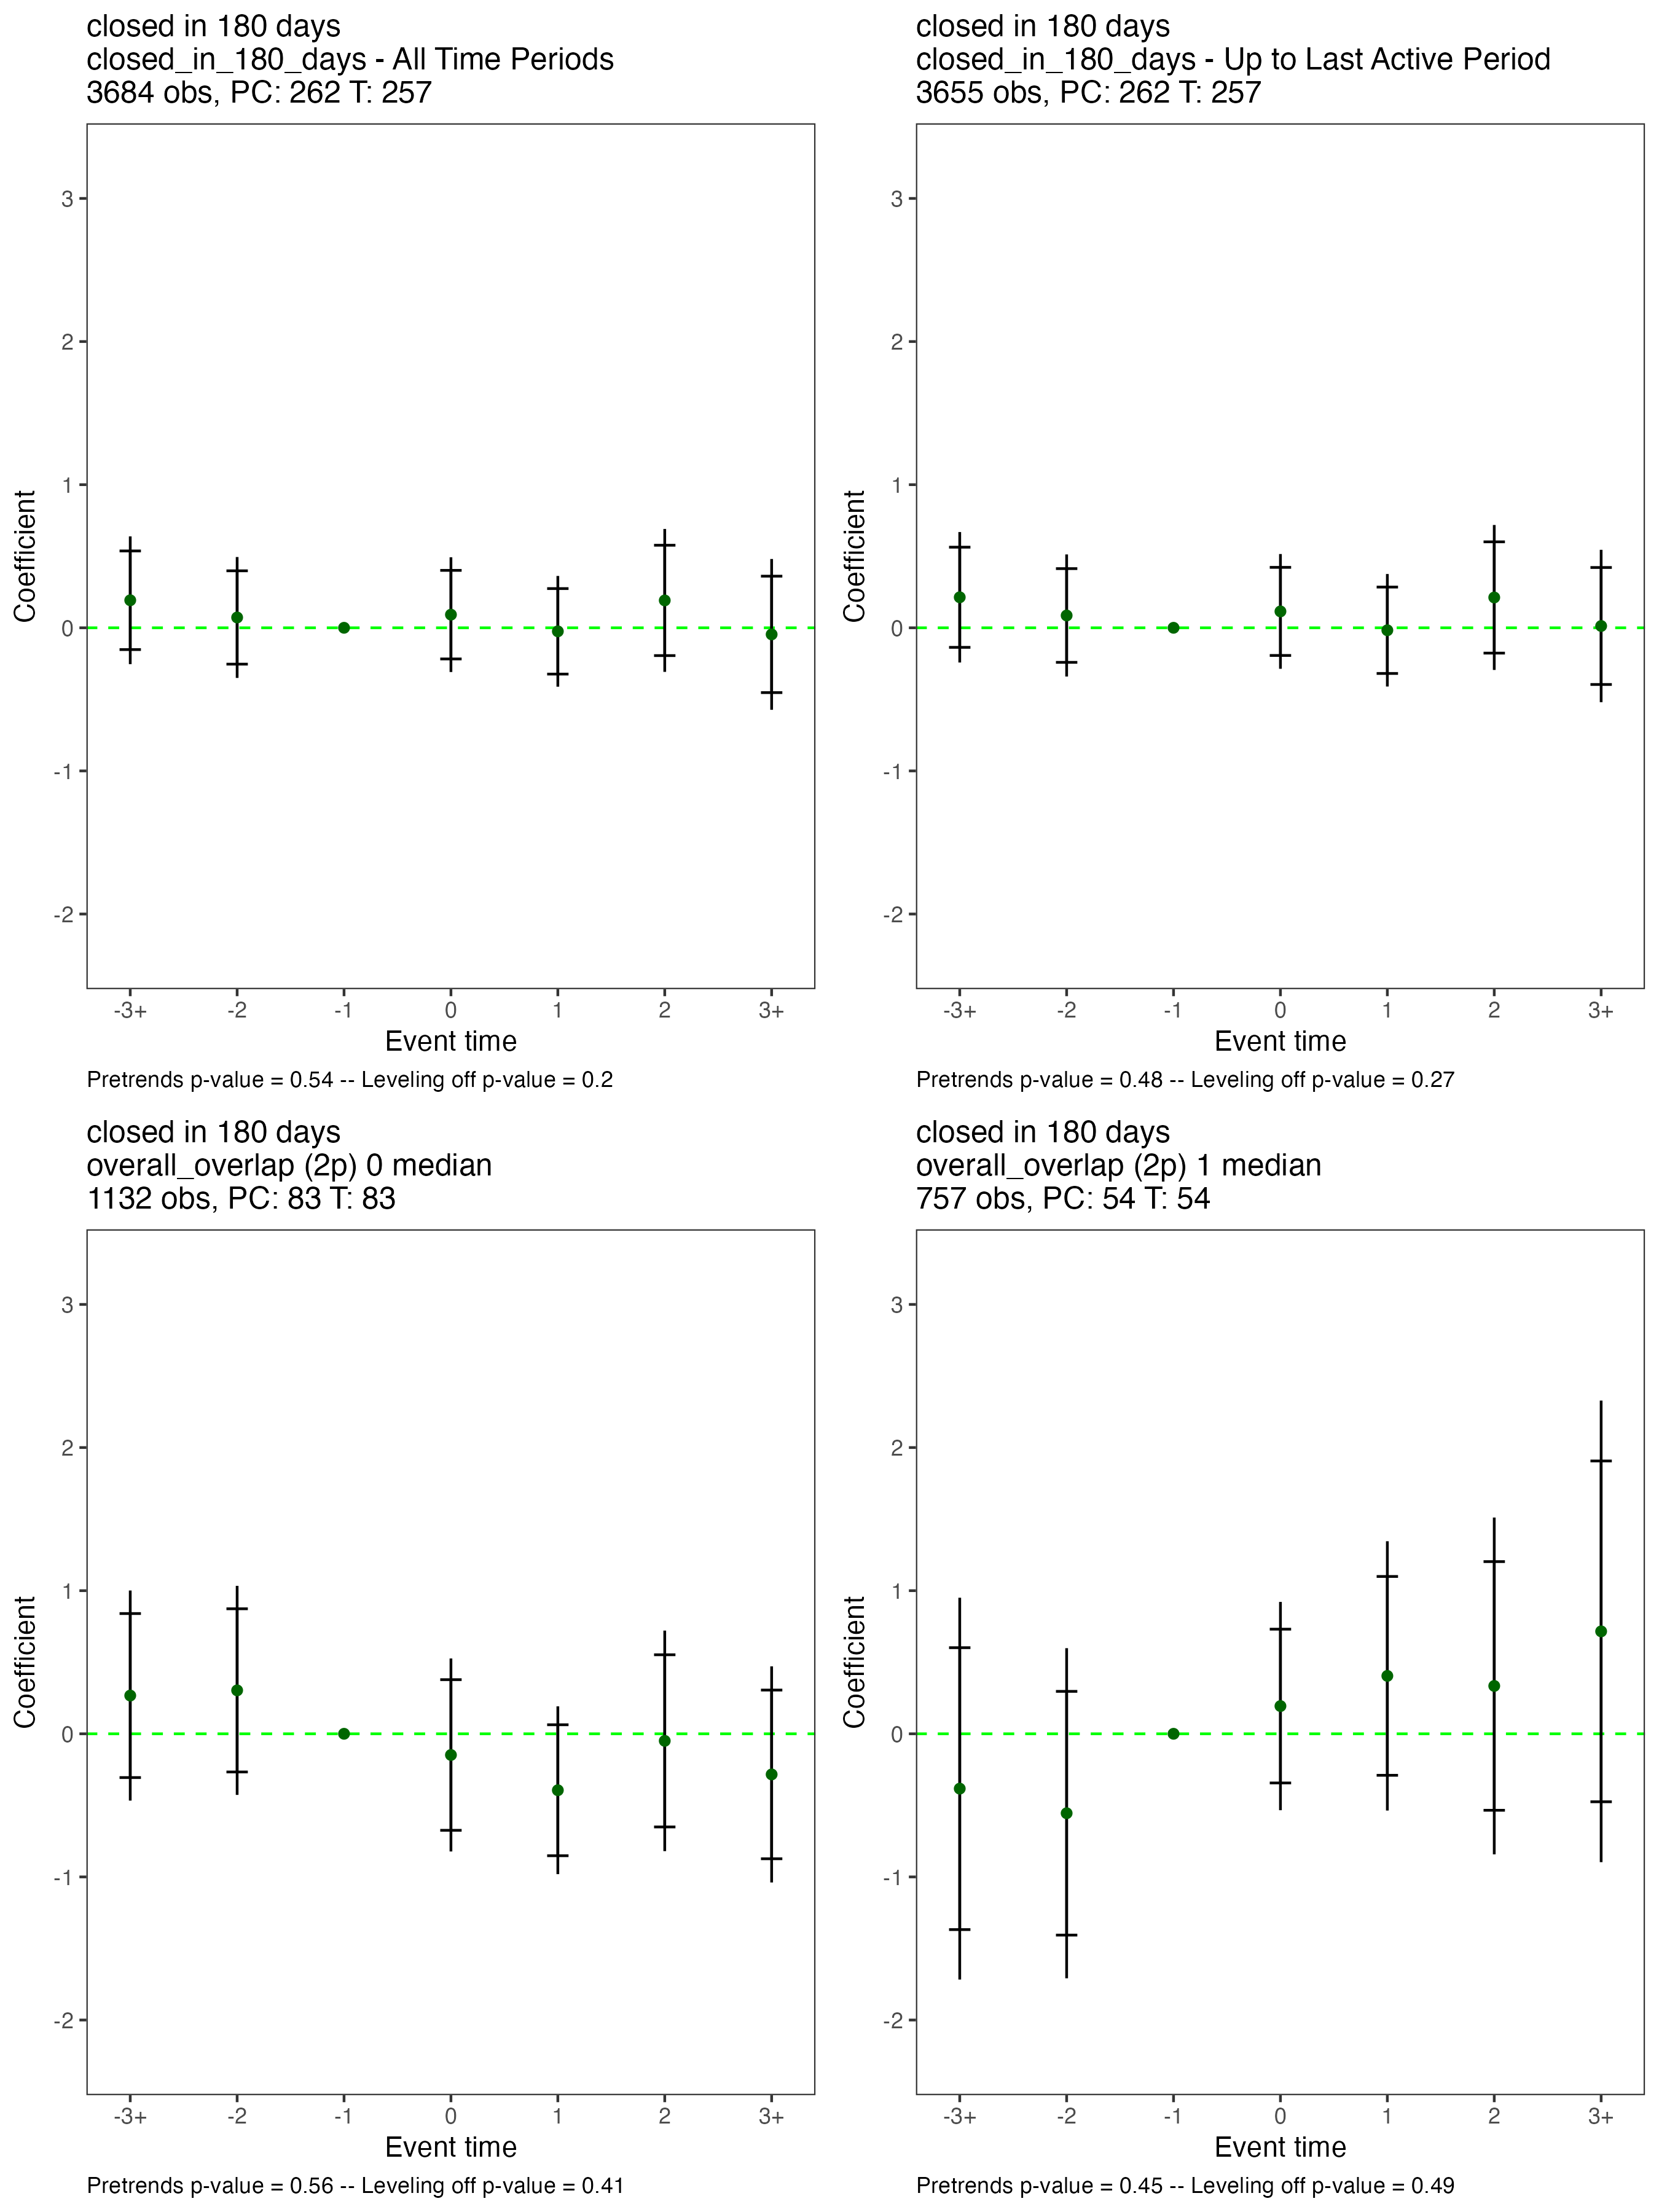 closed in 180 days
closed_in_180_days - All Time Periods
3684 obs, PC: 262 T: 257
3
2
1
0
-1
-2
Coefficient
-3+ -2 -1 0 1 2 3+
Event time
Pretrends p-value = 0.54 -- Leveling off p-value = 0.2
closed in 180 days
closed_in_180_days - Up to Last Active Period
3655 obs, PC: 262 T: 257
3
2
1
0
-1
-2
Coefficient
-3+ -2 -1 0 1 2 3+
Event time
Pretrends p-value = 0.48 -- Leveling off p-value = 0.27
closed in 180 days
overall_overlap (2p) 0 median
1132 obs, PC: 83 T: 83
3
2
1
0
-1
-2
Coefficient
-3+ -2 -1 0 1 2 3+
Event time
Pretrends p-value = 0.56 -- Leveling off p-value = 0.41
closed in 180 days
overall_overlap (2p) 1 median
757 obs, PC: 54 T: 54
3
2
1
0
-1
-2
Coefficient
-3+ -2 -1 0 1 2 3+
Event time
Pretrends p-value = 0.45 -- Leveling off p-value = 0.49